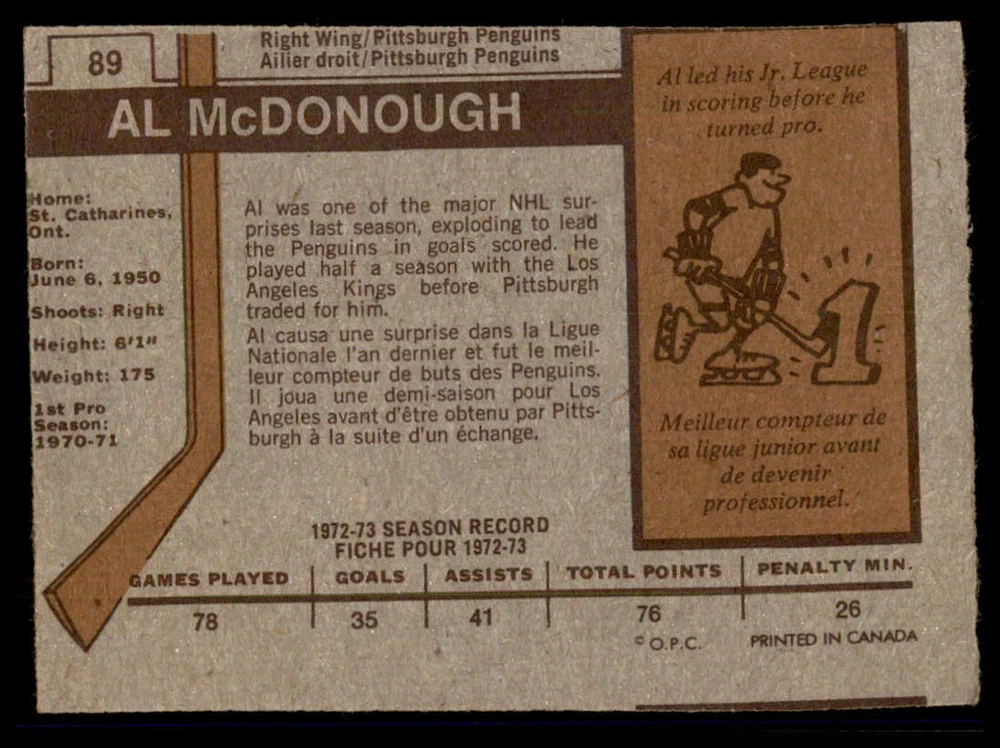 89
Right Wing/Pittsburgh Penguins
Ailier droit/Pittsburgh Penguins
AL McDONOUGH
Home:
St. Catharines,
Ont.
Born:
June 6, 1950
Shoots: Right
Height: 6'1"
Weight: 175
1st Pro
Season:
1970-71
Al was one of the major NHL sur-
prises last season, exploding to lead
the Penguins in goals scored. He
played half a season with the Los
Angeles Kings before Pittsburgh
traded for him.
Al causa une surprise dans la Ligue
Nationale l'an dernier et fut le meil-
leur compteur de buts des Penguins.
Il joua une demi-saison pour Los
Angeles avant d'être obtenu par Pitts-
burgh à la suite d'un échange.
Al led his Jr. League
in scoring before he
turned pro.
1
Meilleur compteur de
sa ligue junior avant
de devenir
professionnel.
1972-73 SEASON RECORD
FICHE POUR 1972-73
GAMES PLAYED GOALS ASSISTS TOTAL POINTS PENALTY MIN.
78 35 41 76 26
© O.P.C. PRINTED IN CANADA